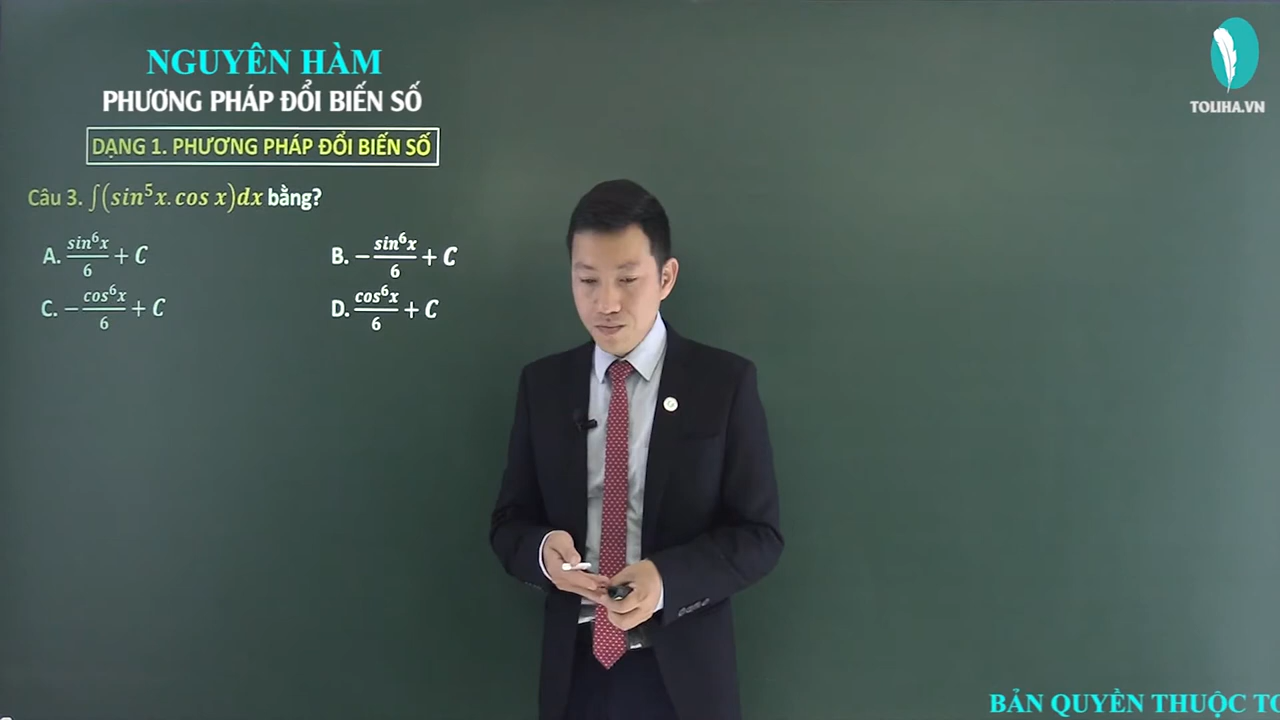 NGUYÊN HÀM
PHƯƠNG PHÁP ĐỔI BIẾN SỐ
DẠNG 1. PHƯƠNG PHÁP ĐỔI BIẾN SỐ
Câu 3. ∫(sin⁵x.cos x)dx bằng?
A. sin⁶x/6 + C
B. −sin⁶x/6 + C
C. −cos⁶x/6 + C
D. cos⁶x/6 + C
TOLIHA.VN
BẢN QUYỀN THUỘC TO